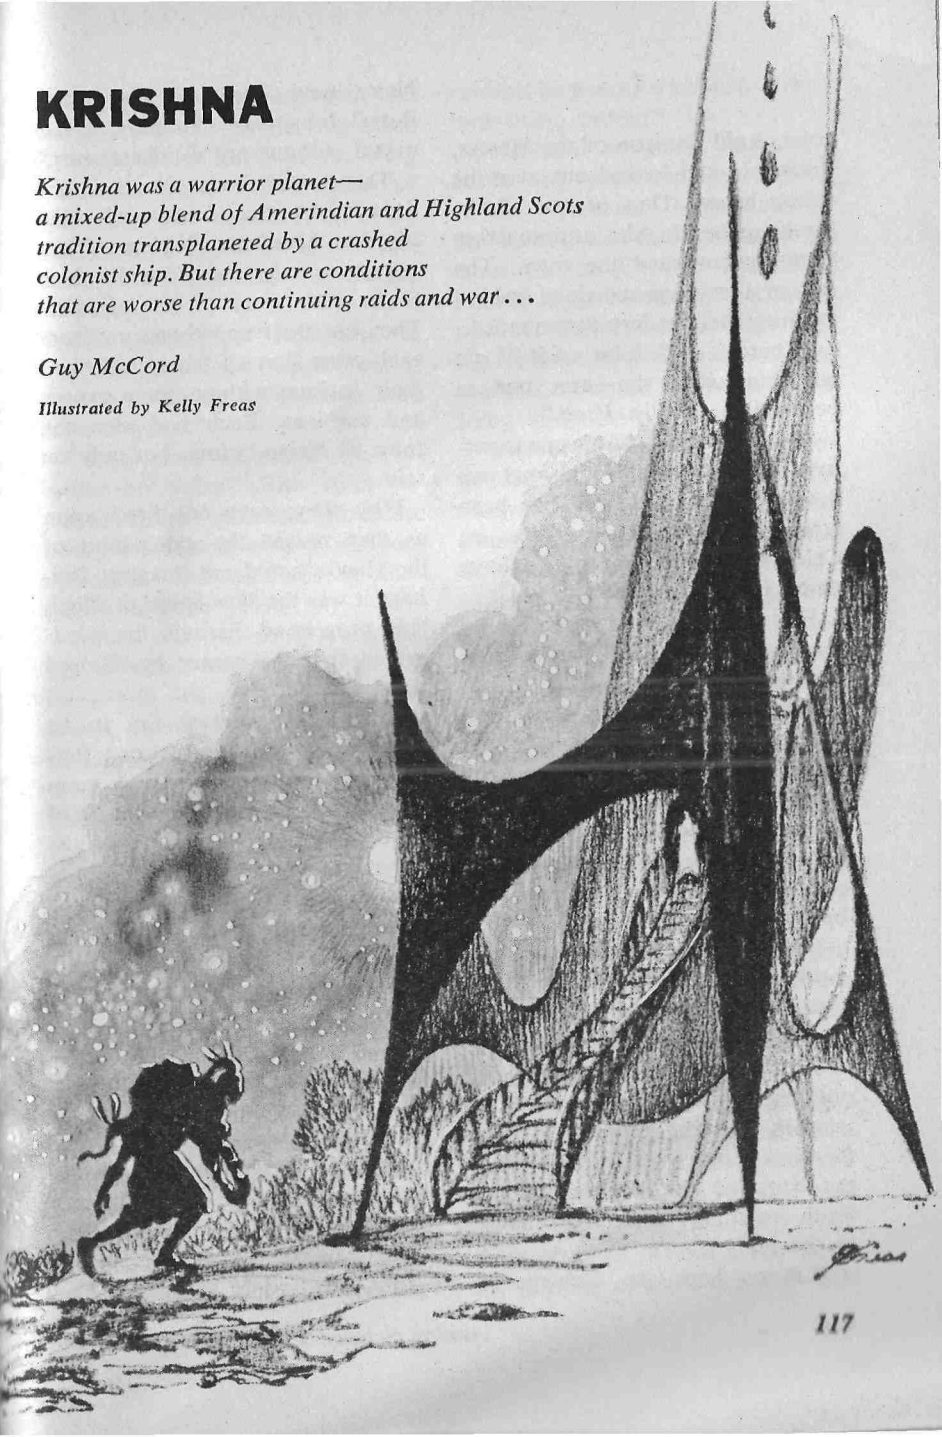 KRISHNA
Krishna was a warrior planet—
a mixed-up blend of Amerindian and Highland Scots
tradition transplaneted by a crashed
colonist ship. But there are conditions
that are worse than continuing raids and war . . .
Guy McCord
Illustrated by Kelly Freas
Freas
117